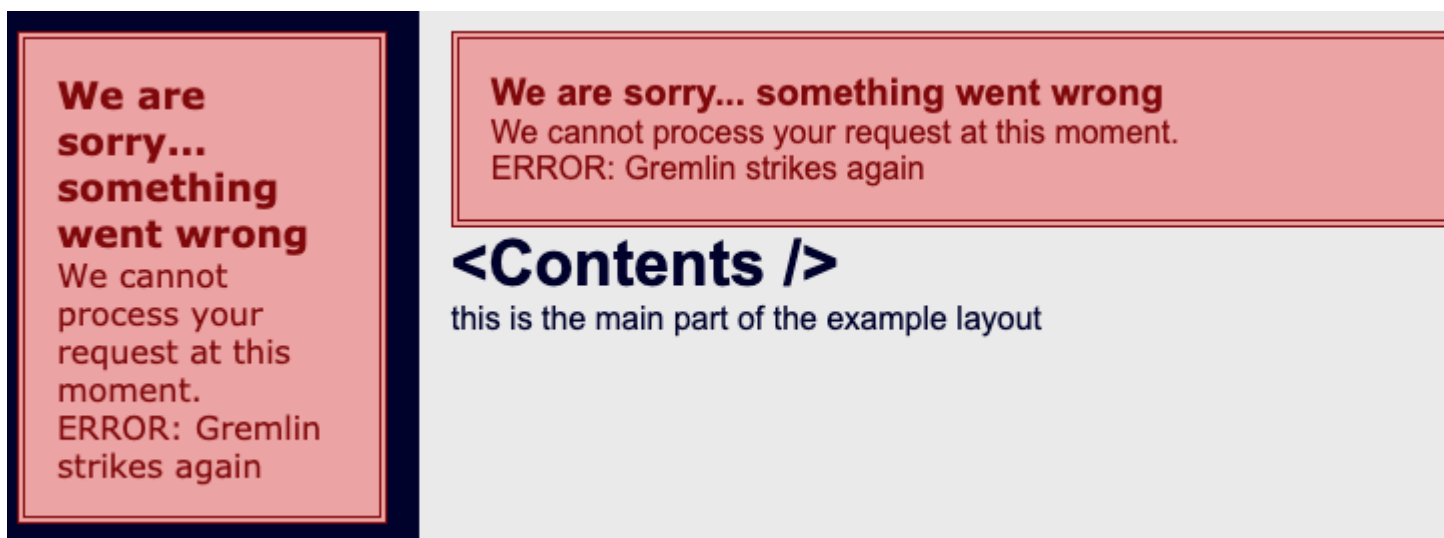 We are
sorry...
something
went wrong
We cannot
process your
request at this
moment.
ERROR: Gremlin
strikes again
We are sorry... something went wrong
We cannot process your request at this moment.
ERROR: Gremlin strikes again
<Contents />
this is the main part of the example layout